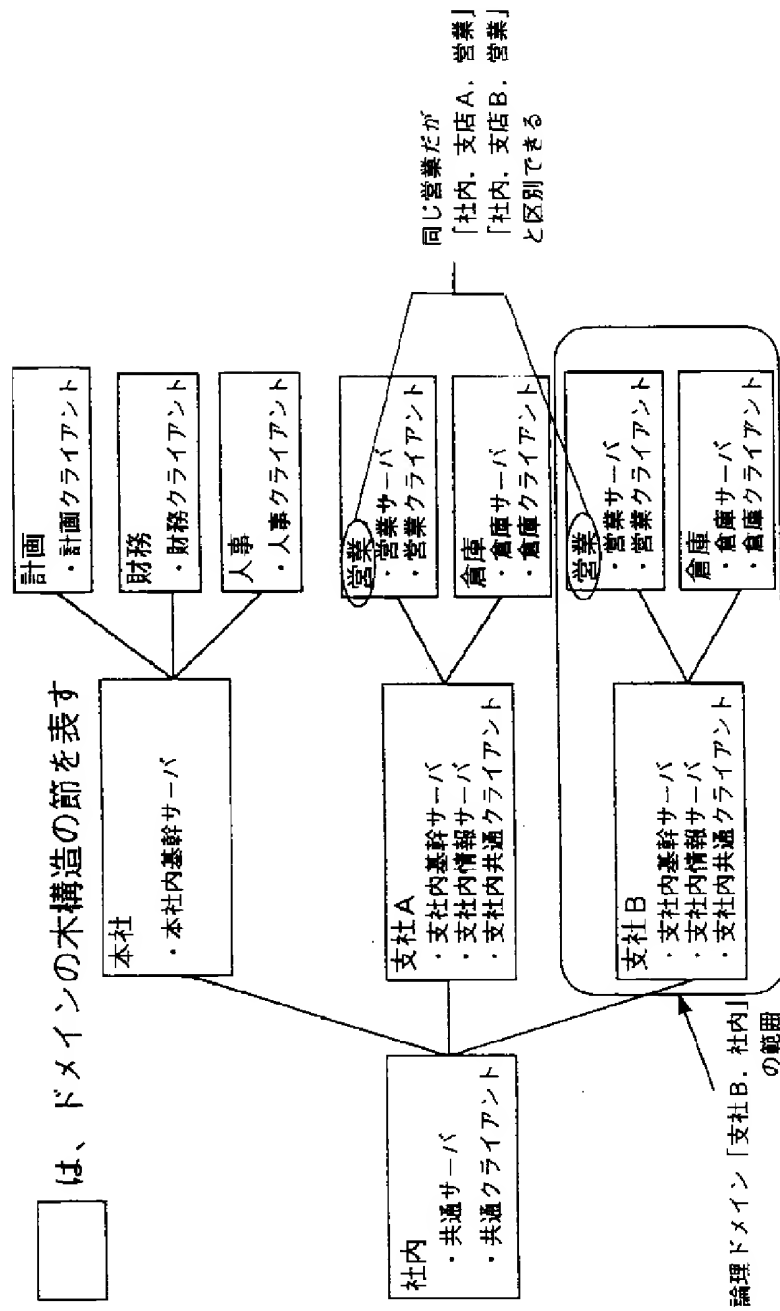 は、ドメインの木構造の節を表す
社内
・共通サーバ
・共通クライアント
本社
・本社内基幹サーバ
計画
・計画クライアント
財務
・財務クライアント
人事
・人事クライアント
支社A
・支社内基幹サーバ
・支社内情報サーバ
・支社内共通クライアント
営業
・営業サーバ
・営業クライアント
倉庫
・倉庫サーバ
・倉庫クライアント
支社B
・支社内基幹サーバ
・支社内情報サーバ
・支社内共通クライアント
営業
・営業サーバ
・営業クライアント
倉庫
・倉庫サーバ
・倉庫クライアント
同じ営業だが
「社内．支店A．営業」
「社内．支店B．営業」
と区別できる
論理ドメイン「支社B．社内」
の範囲